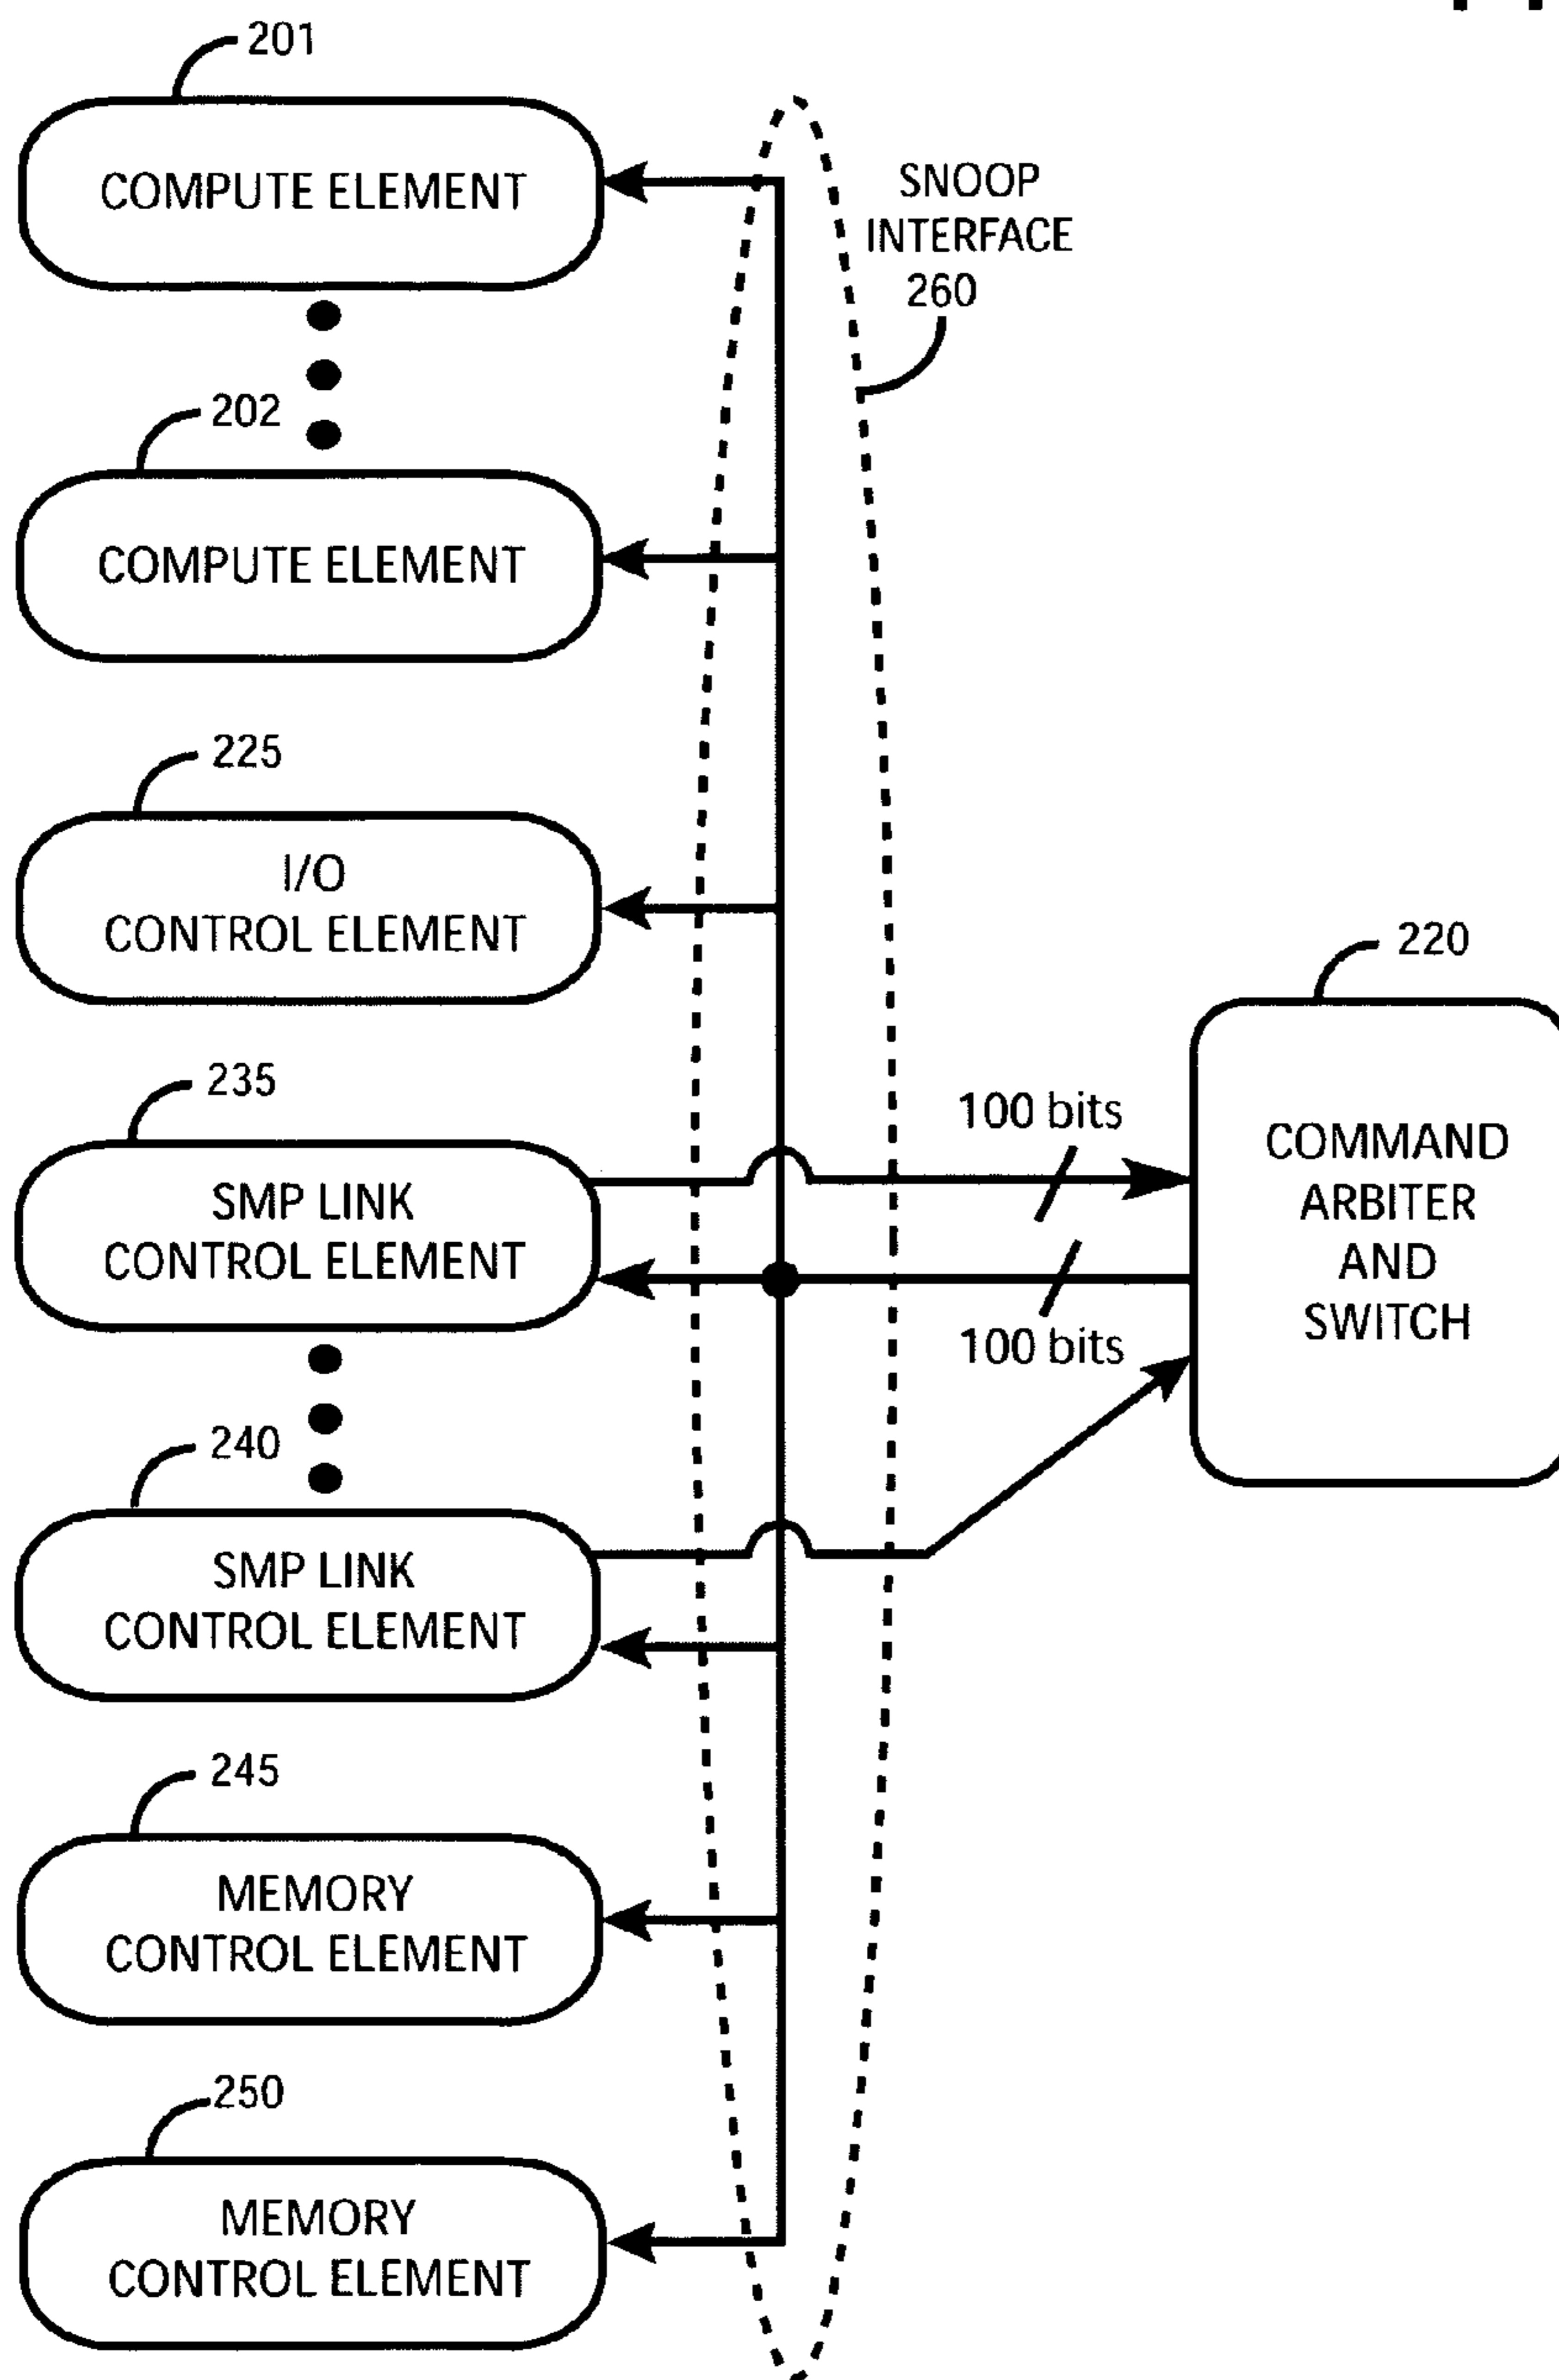 201
COMPUTE ELEMENT
SNOOP
INTERFACE
260
202
COMPUTE ELEMENT
225
I/O
CONTROL ELEMENT
220
235
SMP LINK
CONTROL ELEMENT
100 bits
COMMAND
ARBITER
AND
SWITCH
100 bits
240
SMP LINK
CONTROL ELEMENT
245
MEMORY
CONTROL ELEMENT
250
MEMORY
CONTROL ELEMENT